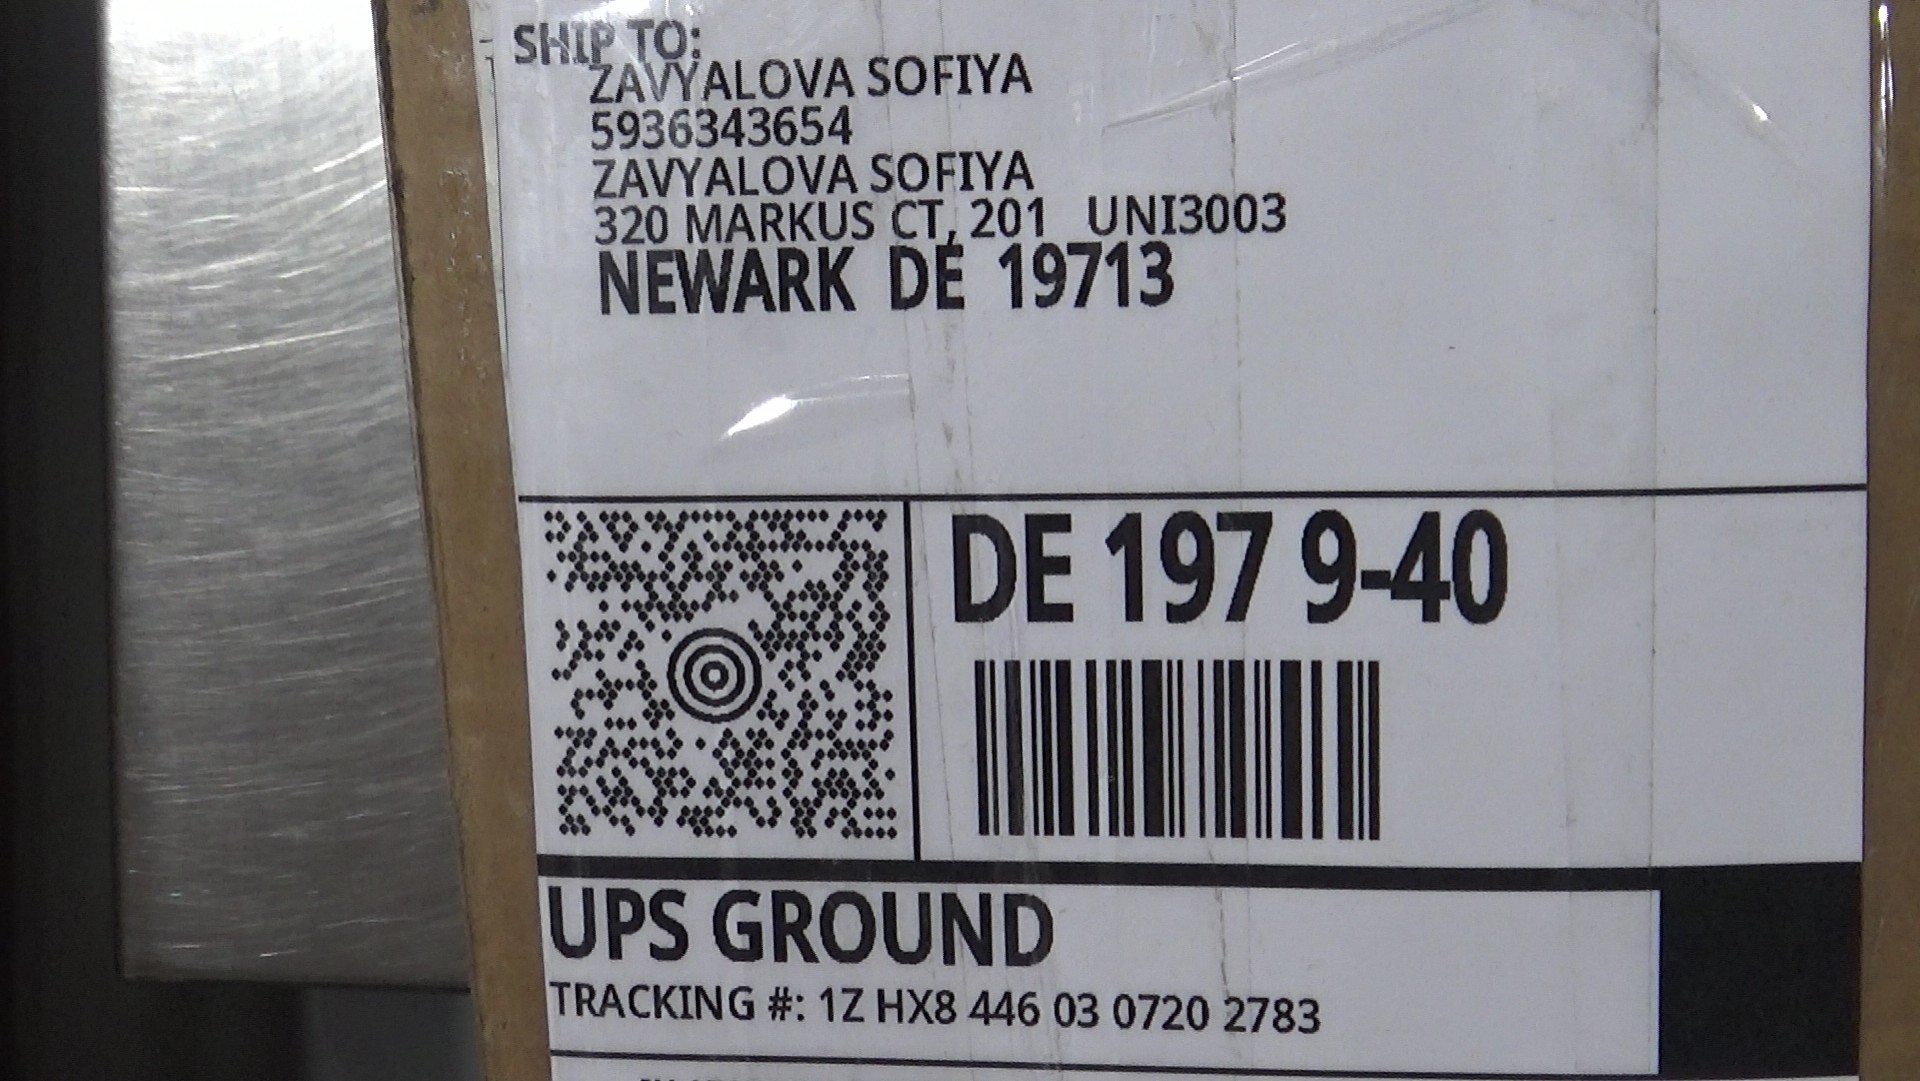 SHIP TO:
ZAVYALOVA SOFIYA
5936343654
ZAVYALOVA SOFIYA
320 MARKUS CT, 201 UNI3003
NEWARK DE 19713
DE 197 9-40
UPS GROUND
TRACKING #: 1Z HX8 446 03 0720 2783